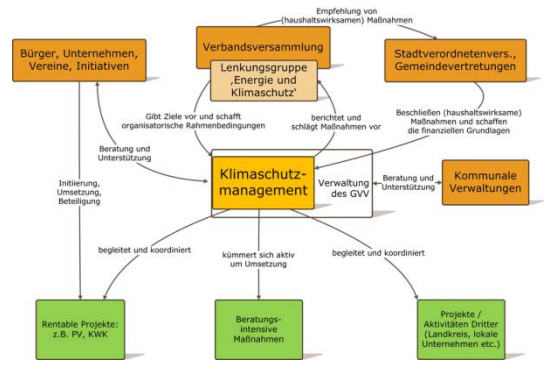 Empfehlung von
(haushaltswirksamen) Maßnahmen
Bürger, Unternehmen,
Vereine, Initiativen
Verbandsversammlung
Lenkungsgruppe
‚Energie und
Klimaschutz‘
Stadtverordnetenvers.,
Gemeindevertretungen
Gibt Ziele vor und schafft
organisatorische Rahmenbedingungen
berichtet und
schlägt Maßnahmen vor
Beschließen (haushaltswirksame)
Maßnahmen und schaffen
die finanziellen Grundlagen
Beratung und
Unterstützung
Klimaschutz-
management
Verwaltung
des GVV
Beratung und
Unterstützung
Kommunale
Verwaltungen
Initiierung,
Umsetzung,
Beteiligung
begleitet und koordiniert
kümmert sich aktiv
um Umsetzung
begleitet und koordiniert
Rentable Projekte:
z.B. PV, KWK
Beratungs-
intensive
Maßnahmen
Projekte /
Aktivitäten Dritter
(Landkreis, lokale
Unternehmen etc.)